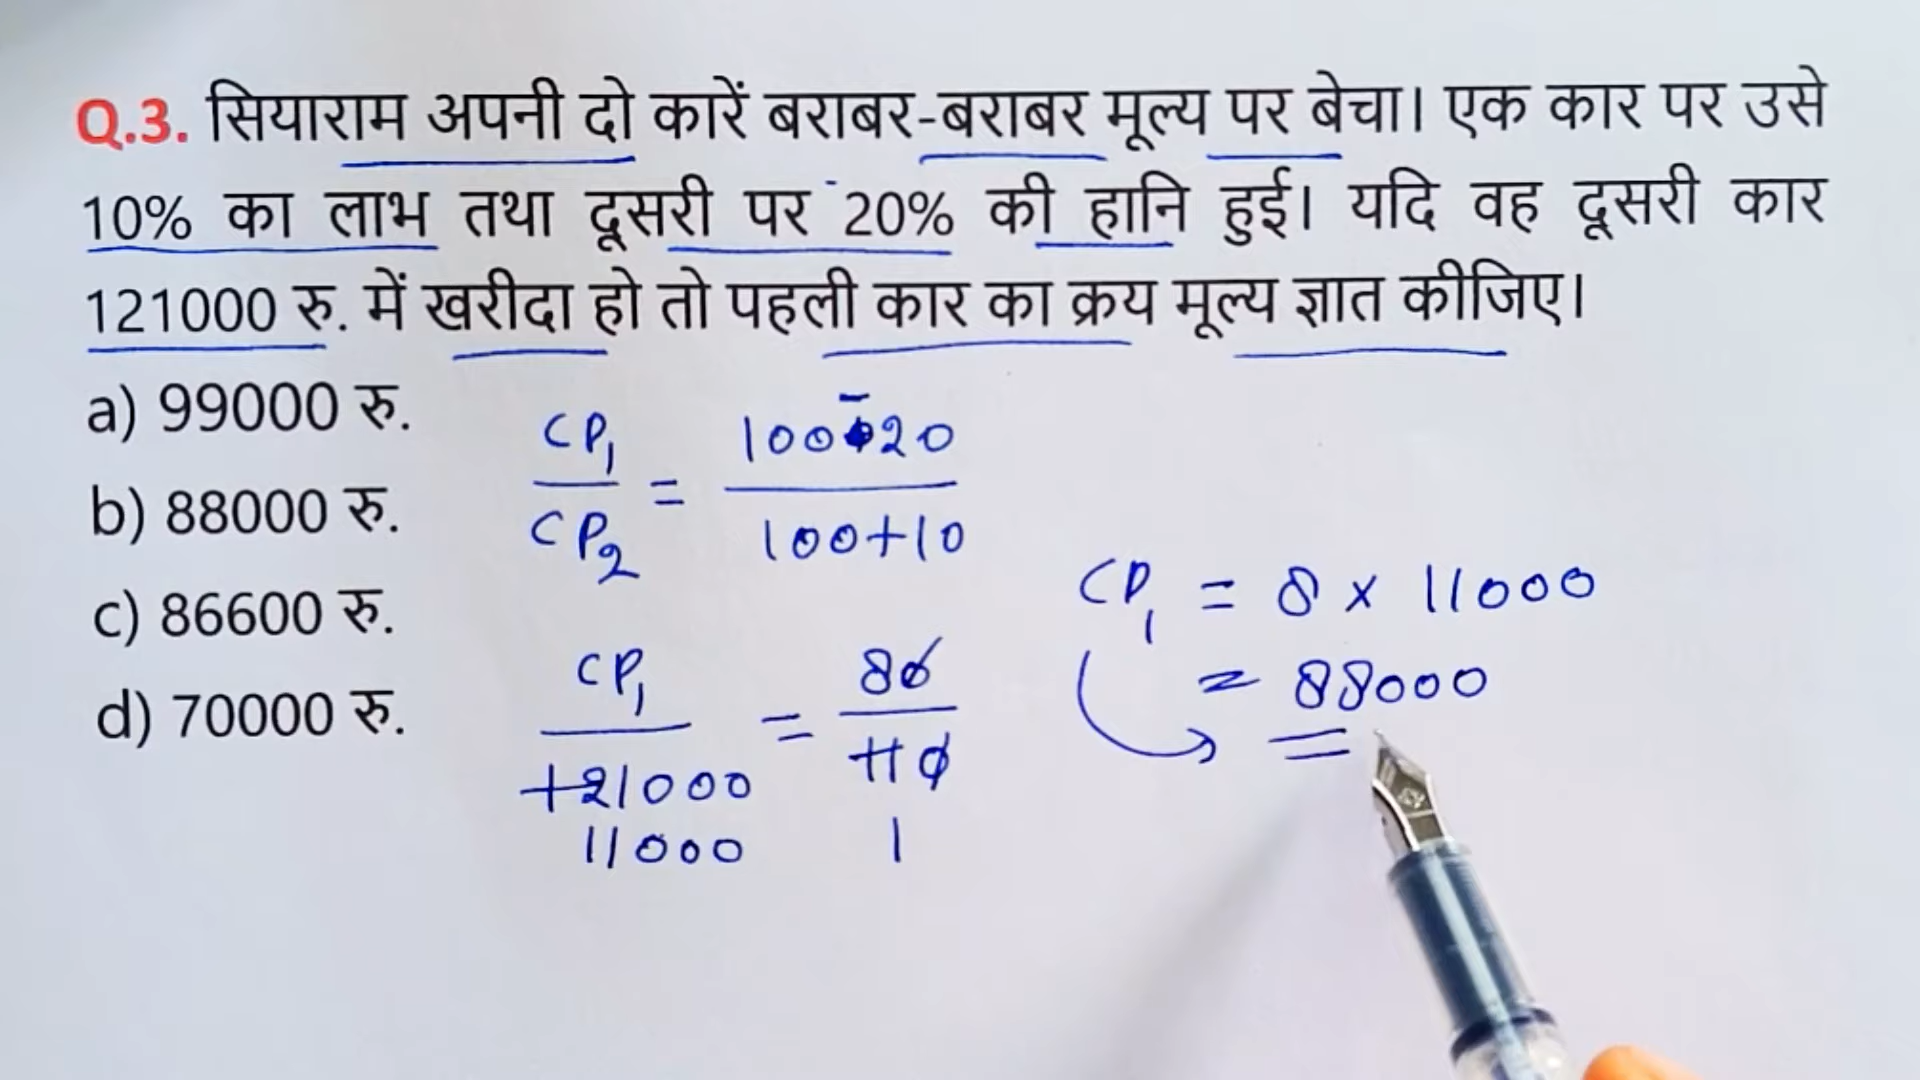 Q.3. सियाराम अपनी दो कारें बराबर-बराबर मूल्य पर बेचा। एक कार पर उसे
10% का लाभ तथा दूसरी पर 20% की हानि हुई। यदि वह दूसरी कार
121000 रु. में खरीदा हो तो पहली कार का क्रय मूल्य ज्ञात कीजिए।
a) 99000 रु.
b) 88000 रु.
c) 86600 रु.
d) 70000 रु.
CP1 / CP2 = 100-20 / 100+10
CP1 / 121000 = 80 / 110
11000 1
CP1 = 8 × 11000
= 88000